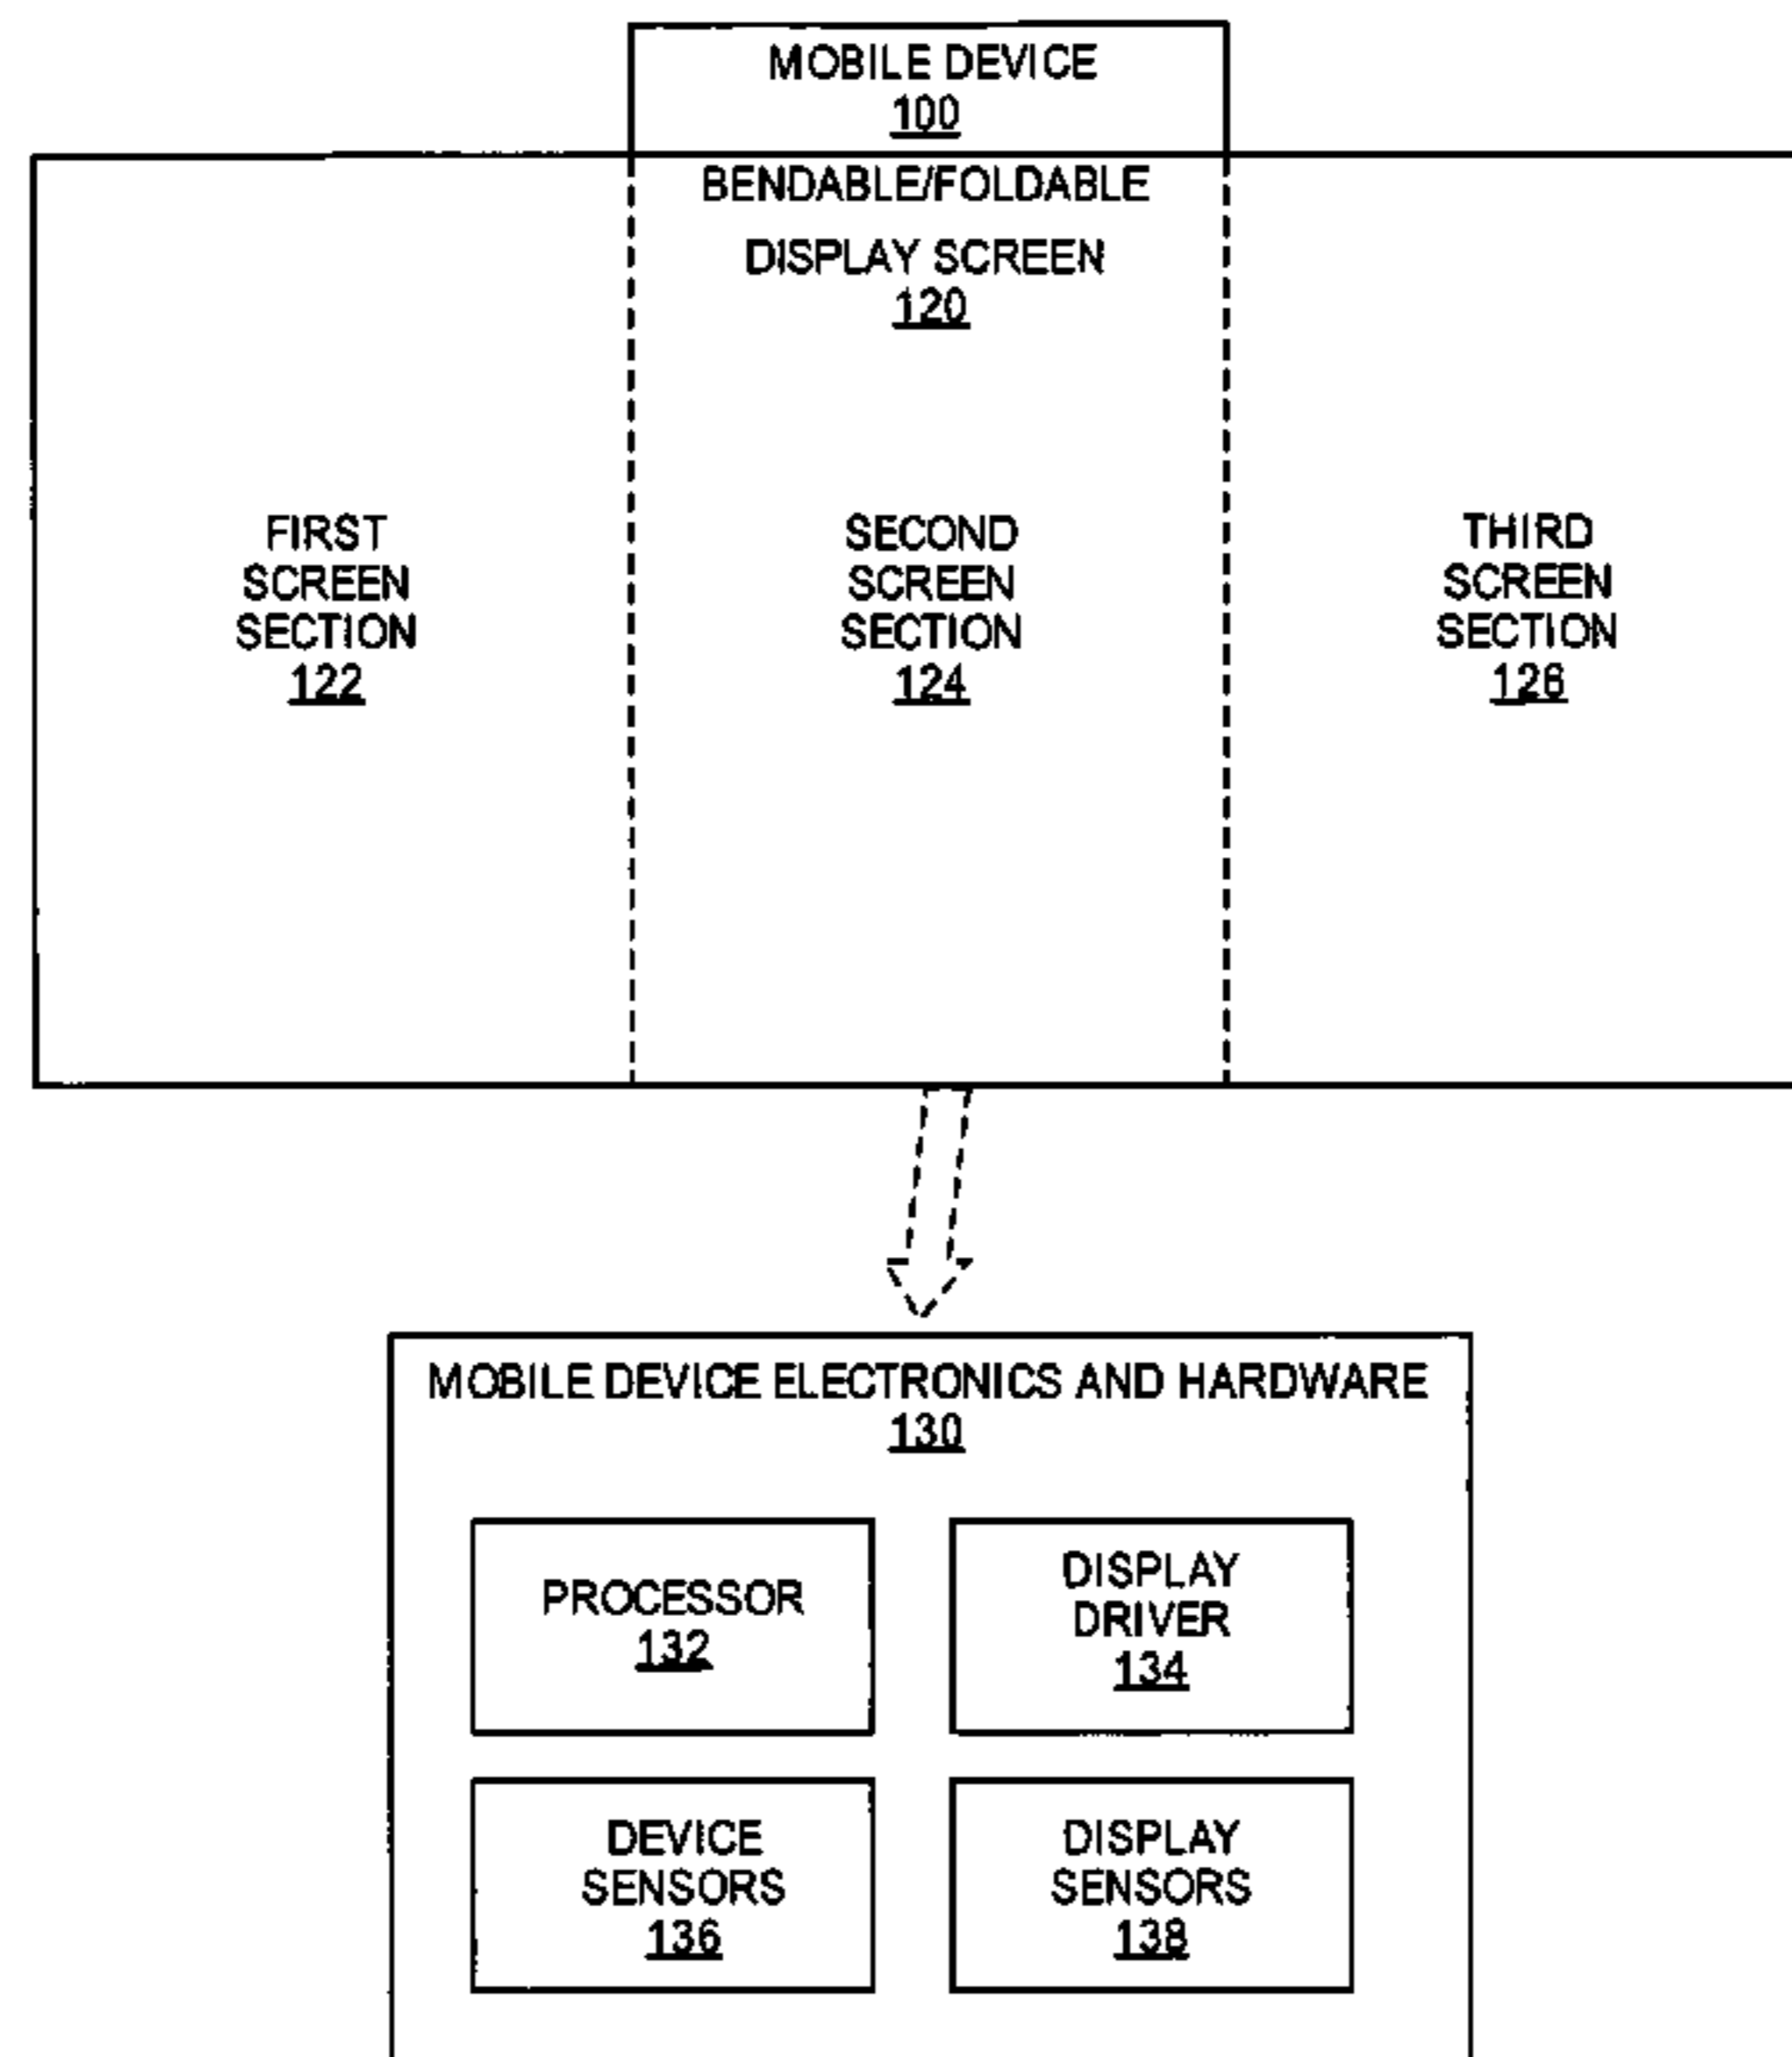 MOBILE DEVICE
100
BENDABLE/FOLDABLE
DISPLAY SCREEN
120
FIRST
SCREEN
SECTION
122
SECOND
SCREEN
SECTION
124
THIRD
SCREEN
SECTION
126
MOBILE DEVICE ELECTRONICS AND HARDWARE
130
PROCESSOR
132
DISPLAY
DRIVER
134
DEVICE
SENSORS
136
DISPLAY
SENSORS
138